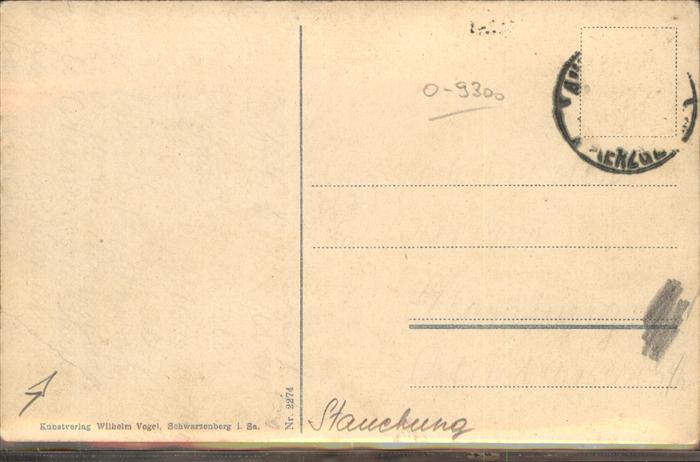 Kunstverlag Wilhelm Vogel, Schwarzenberg i. Sa.
Nr. 2274
0-9300
Stauchung